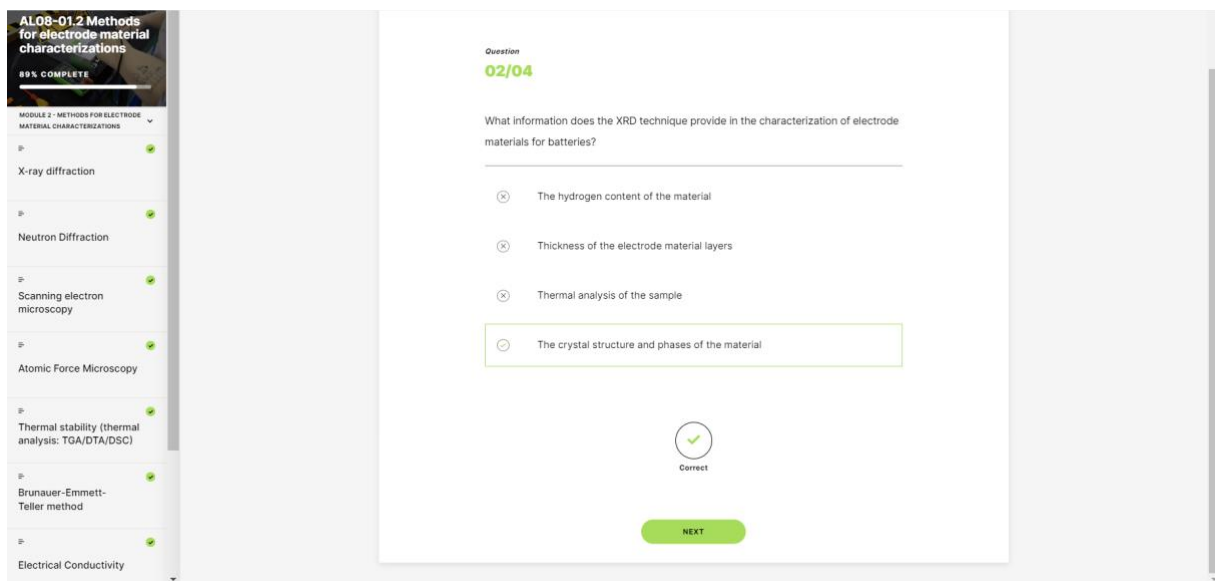 AL08-01.2 Methods
for electrode material
characterizations
89% COMPLETE
MODULE 2 - METHODS FOR ELECTRODE
MATERIAL CHARACTERIZATIONS
X-ray diffraction
Neutron Diffraction
Scanning electron
microscopy
Atomic Force Microscopy
Thermal stability (thermal
analysis: TGA/DTA/DSC)
Brunauer-Emmett-
Teller method
Electrical Conductivity
Question
02/04
What information does the XRD technique provide in the characterization of electrode
materials for batteries?
The hydrogen content of the material
Thickness of the electrode material layers
Thermal analysis of the sample
The crystal structure and phases of the material
Correct
NEXT